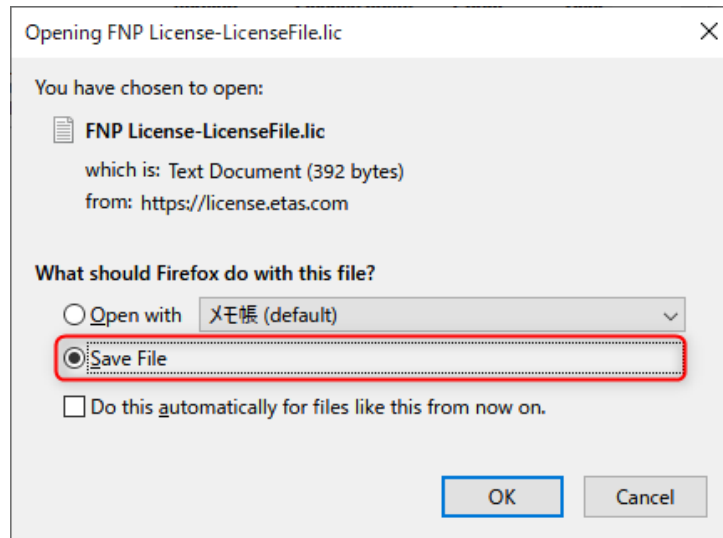 Opening FNP License-LicenseFile.lic
You have chosen to open:
FNP License-LicenseFile.lic
which is: Text Document (392 bytes)
from: https://license.etas.com
What should Firefox do with this file?
Open with メモ帳 (default)
Save File
Do this automatically for files like this from now on.
OK Cancel